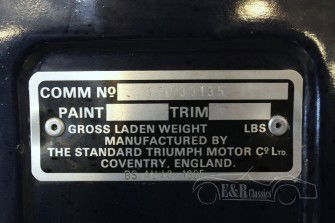 COMM Nº
PAINT TRIM
GROSS LADEN WEIGHT LBS
MANUFACTURED BY
THE STANDARD TRIUMPH MOTOR Cº LTD.
COVENTRY, ENGLAND.
E&R Classics